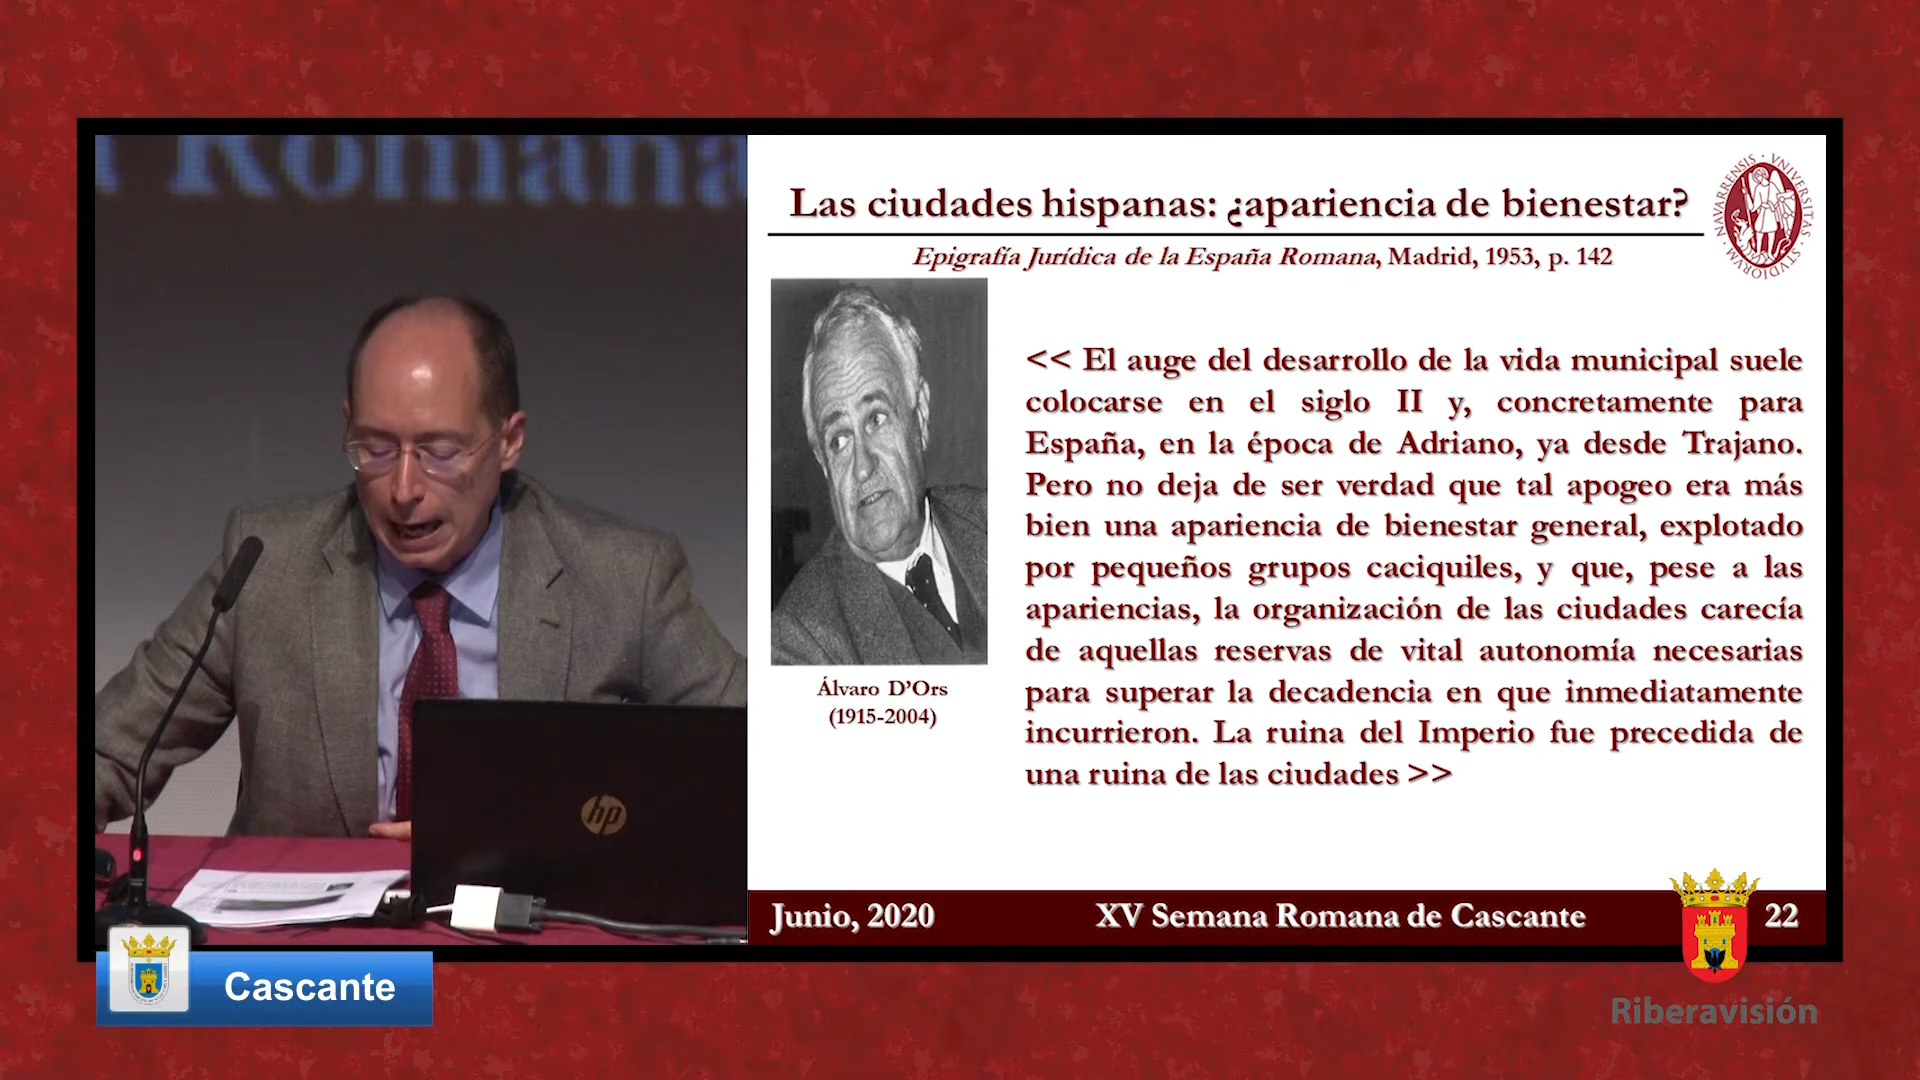 a Romana
Las ciudades hispanas: ¿apariencia de bienestar?
Epigrafía Jurídica de la España Romana, Madrid, 1953, p. 142
NAVARRENSIS · VNIVERSITAS · STVDIORVM
<< El auge del desarrollo de la vida municipal suele
colocarse en el siglo II y, concretamente para
España, en la época de Adriano, ya desde Trajano.
Pero no deja de ser verdad que tal apogeo era más
bien una apariencia de bienestar general, explotado
por pequeños grupos caciquiles, y que, pese a las
apariencias, la organización de las ciudades carecía
de aquellas reservas de vital autonomía necesarias
para superar la decadencia en que inmediatamente
incurrieron. La ruina del Imperio fue precedida de
una ruina de las ciudades >>
Álvaro D'Ors
(1915-2004)
hp
Junio, 2020
XV Semana Romana de Cascante
22
Cascante
Riberavisión